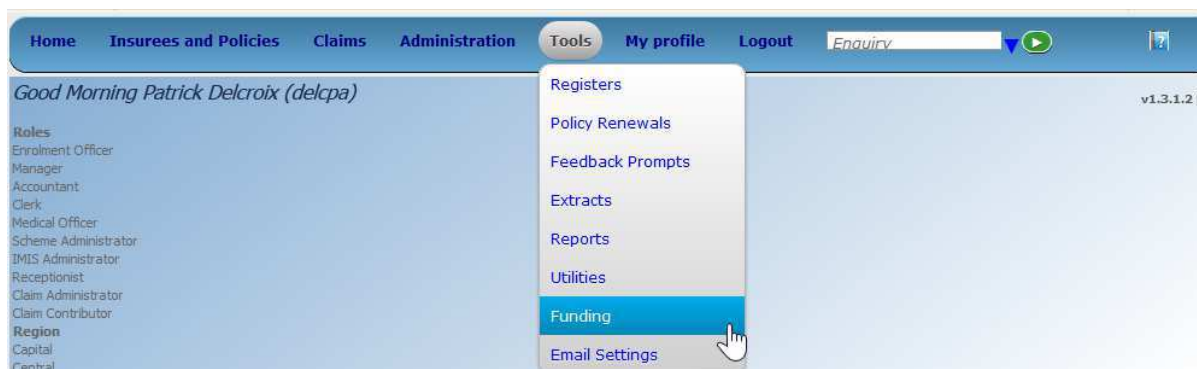 Home Insurees and Policies Claims Administration Tools My profile Logout Enquiry
Good Morning Patrick Delcroix (delcpa)
v1.3.1.2
Roles
Enrolment Officer
Manager
Accountant
Clerk
Medical Officer
Scheme Administrator
IMIS Administrator
Receptionist
Claim Administrator
Claim Contributor
Region
Capital
Central
Registers
Policy Renewals
Feedback Prompts
Extracts
Reports
Utilities
Funding
Email Settings